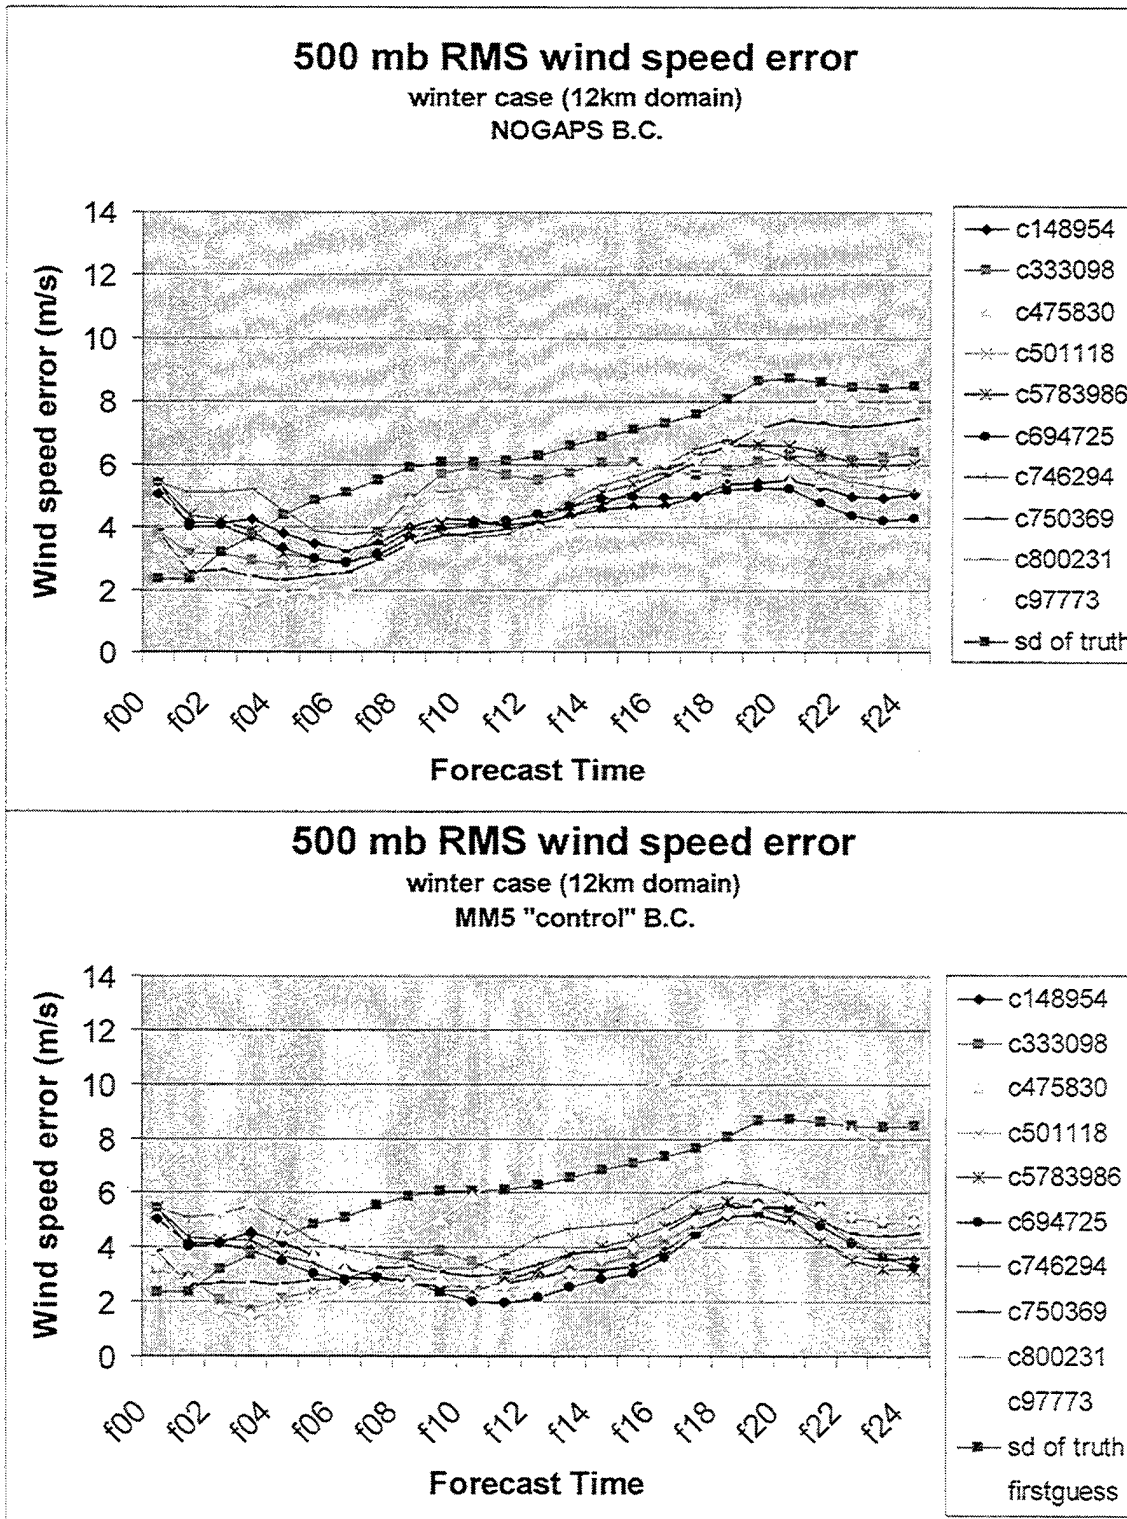 500 mb RMS wind speed error
winter case (12km domain)
NOGAPS B.C.
Wind speed error (m/s)
14
12
10
8
6
4
2
0
f00
f02
f04
f06
f08
f10
f12
f14
f16
f18
f20
f22
f24
Forecast Time
c148954
c333098
c475830
c501118
c5783986
c694725
c746294
c750369
c800231
c97773
sd of truth
500 mb RMS wind speed error
winter case (12km domain)
MM5 "control" B.C.
Wind speed error (m/s)
14
12
10
8
6
4
2
0
f00
f02
f04
f06
f08
f10
f12
f14
f16
f18
f20
f22
f24
Forecast Time
c148954
c333098
c475830
c501118
c5783986
c694725
c746294
c750369
c800231
c97773
sd of truth
firstguess